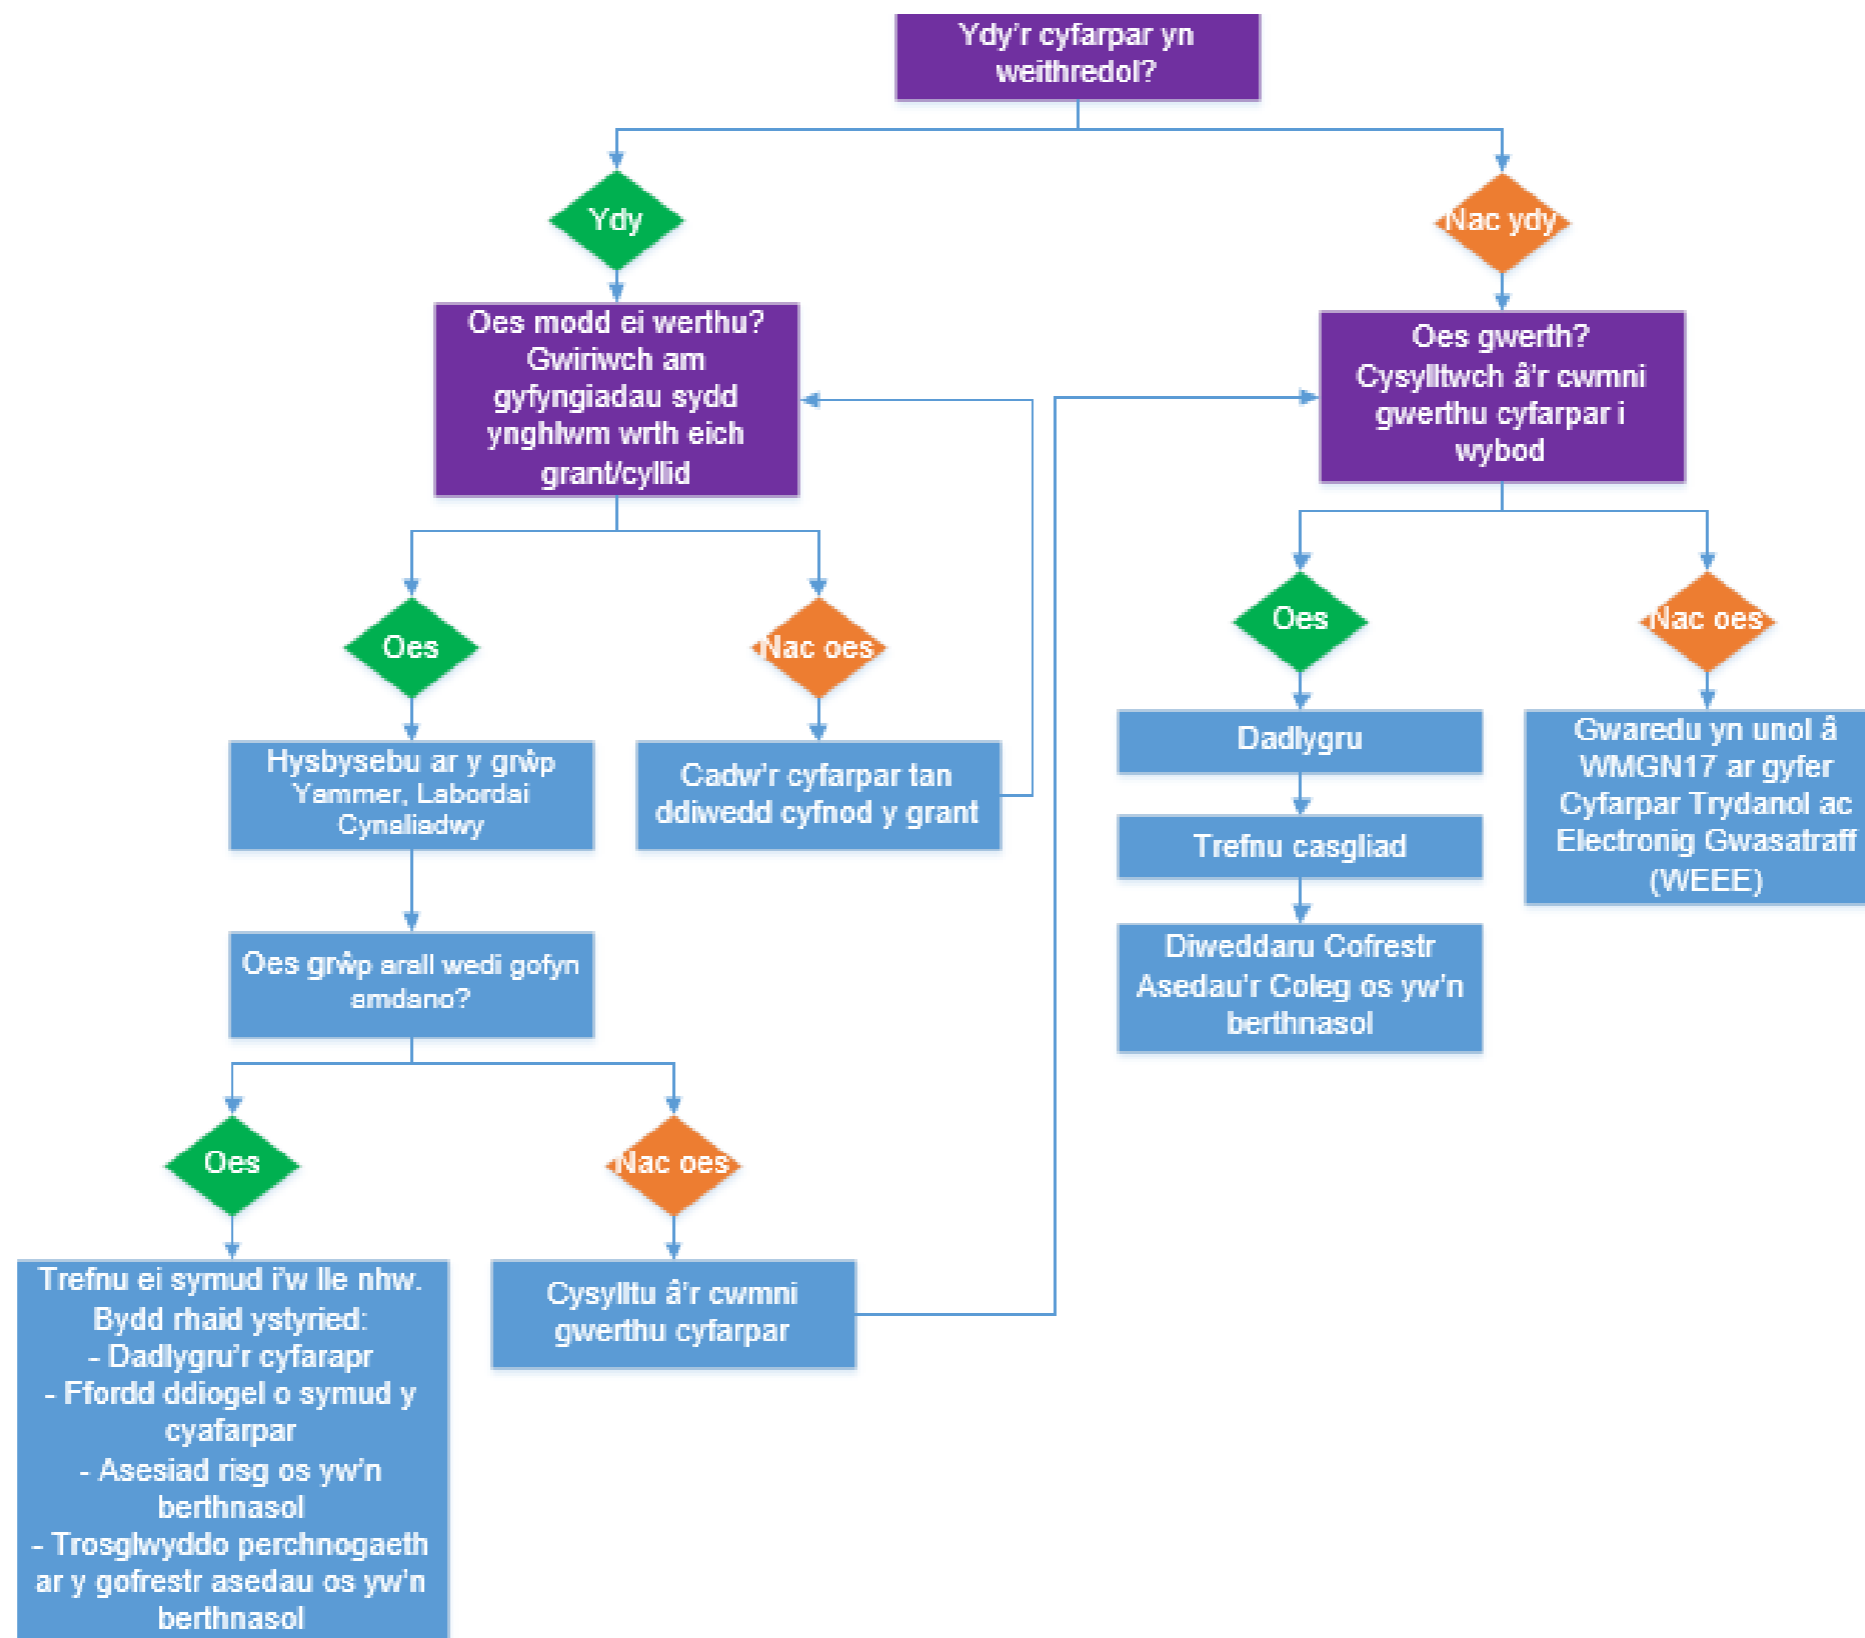 Ydy'r cyfarpar yn
weithredol?
Ydy
Nac ydy
Oes modd ei werthu?
Gwiriwch am
gyfyngiadau sydd
ynghlwm wrth eich
grant/cyllid
Oes gwerth?
Cysylltwch â'r cwmni
gwerthu cyfarpar i
wybod
Oes
Nac oes
Oes
Nac oes
Hysbysebu ar y grŵp
Yammer, Labordai
Cynaliadwy
Cadw'r cyfarpar tan
ddiwedd cyfnod y grant
Dadlygru
Trefnu casgliad
Diweddaru Cofrestr
Asedau'r Coleg os yw'n
berthnasol
Gwaredu yn unol â
WMGN17 ar gyfer
Cyfarpar Trydanol ac
Electronig Gwasatraff
(WEEE)
Oes grŵp arall wedi gofyn
amdano?
Oes
Nac oes
Trefnu ei symud i'w lle nhw.
Bydd rhaid ystyried:
- Dadlygru'r cyfarapr
- Ffordd ddiogel o symud y
cyafarpar
- Asesiad risg os yw'n
berthnasol
- Trosglwyddo perchnogaeth
ar y gofrestr asedau os yw'n
berthnasol
Cysylltu â'r cwmni
gwerthu cyfarpar